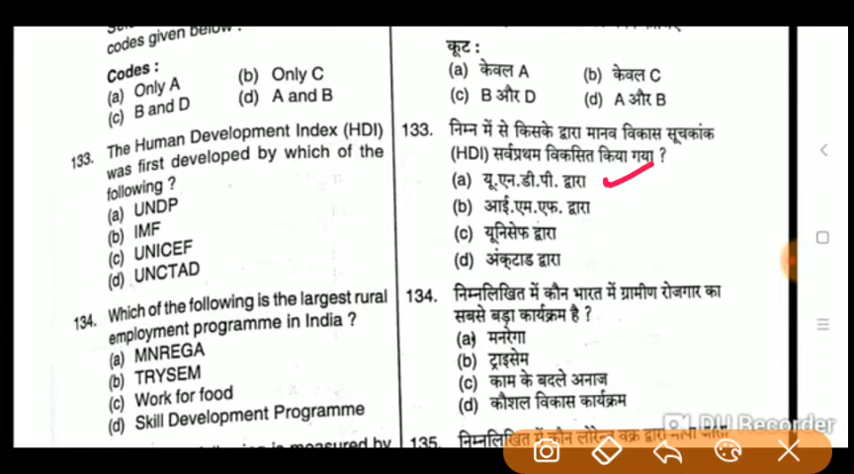 codes given below :
Codes :
(a) Only A (b) Only C
(c) B and D (d) A and B
133. The Human Development Index (HDI)
was first developed by which of the
following ?
(a) UNDP
(b) IMF
(c) UNICEF
(d) UNCTAD
134. Which of the following is the largest rural
employment programme in India ?
(a) MNREGA
(b) TRYSEM
(c) Work for food
(d) Skill Development Programme
measured by
कूट :
(a) केवल A (b) केवल C
(c) B और D (d) A और B
133. निम्न में से किसके द्वारा मानव विकास सूचकांक
(HDI) सर्वप्रथम विकसित किया गया ?
(a) यू.एन.डी.पी. द्वारा
(b) आई.एम.एफ. द्वारा
(c) यूनिसेफ द्वारा
(d) अंक्टाड द्वारा
134. निम्नलिखित में कौन भारत में ग्रामीण रोजगार का
सबसे बड़ा कार्यक्रम है ?
(a) मनरेगा
(b) ट्राइसेम
(c) काम के बदले अनाज
(d) कौशल विकास कार्यक्रम
135. निम्नलिखित में कौन लोरेन्ज वक्र द्वारा
DU Recorder